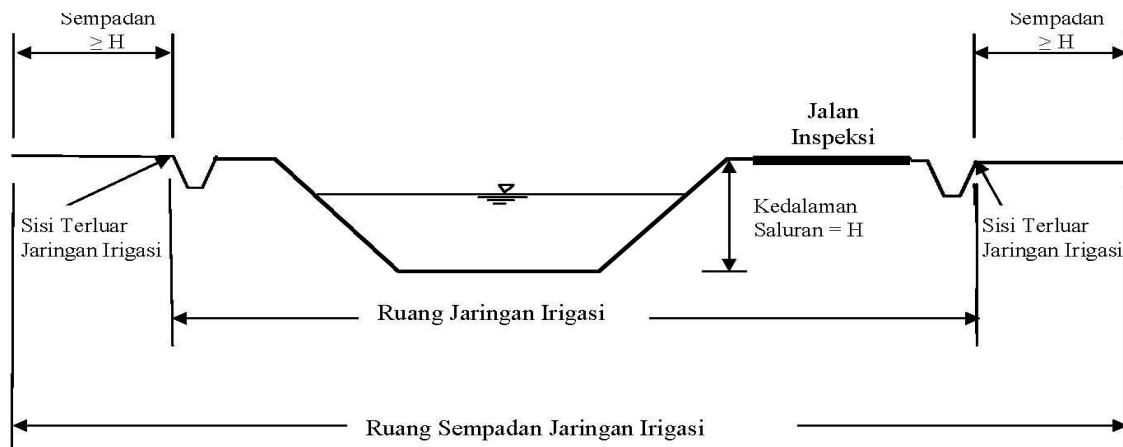 Sempadan
≥ H
Sempadan
≥ H
Jalan
Inspeksi
Sisi Terluar
Jaringan Irigasi
Kedalaman
Saluran = H
Sisi Terluar
Jaringan Irigasi
Ruang Jaringan Irigasi
Ruang Sempadan Jaringan Irigasi